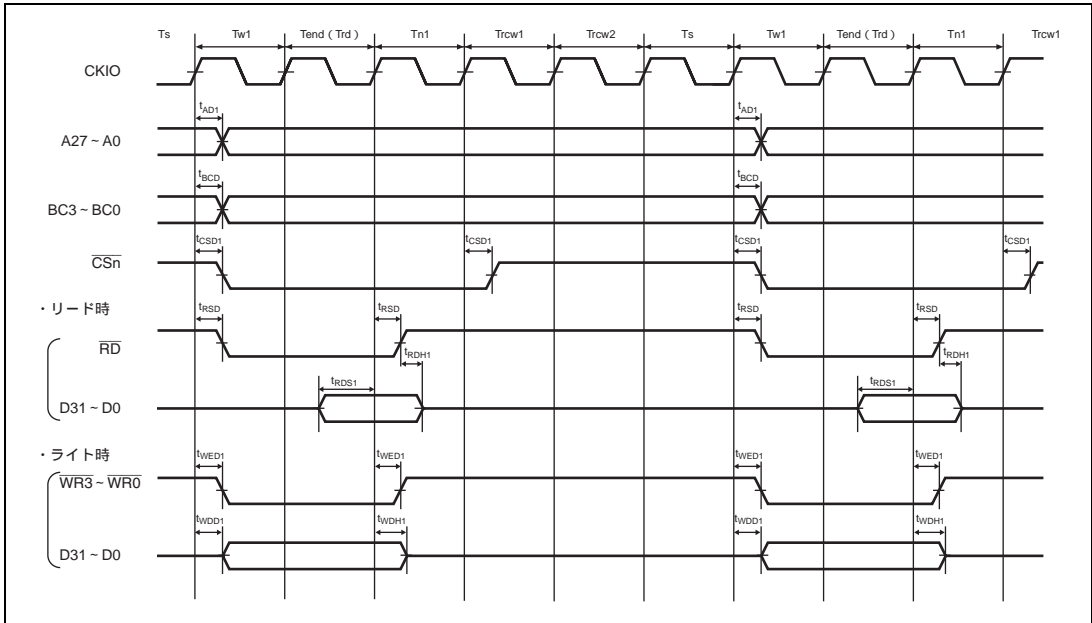 Ts Tw1 Tend（Trd） Tn1 Trcw1 Trcw2 Ts Tw1 Tend（Trd） Tn1 Trcw1
CKIO
tAD1 tAD1
A27 ~ A0
tBCD tBCD
BC3 ~ BC0
tCSD1 tCSD1 tCSD1 tCSD1
CSn
・リード時
tRSD tRSD tRSD tRSD
RD
tRDH1 tRDH1
tRDS1 tRDS1
D31 ~ D0
・ライト時
tWED1 tWED1 tWED1 tWED1
WR3 ~ WR0
tWDD1 tWDH1 tWDD1 tWDH1
D31 ~ D0